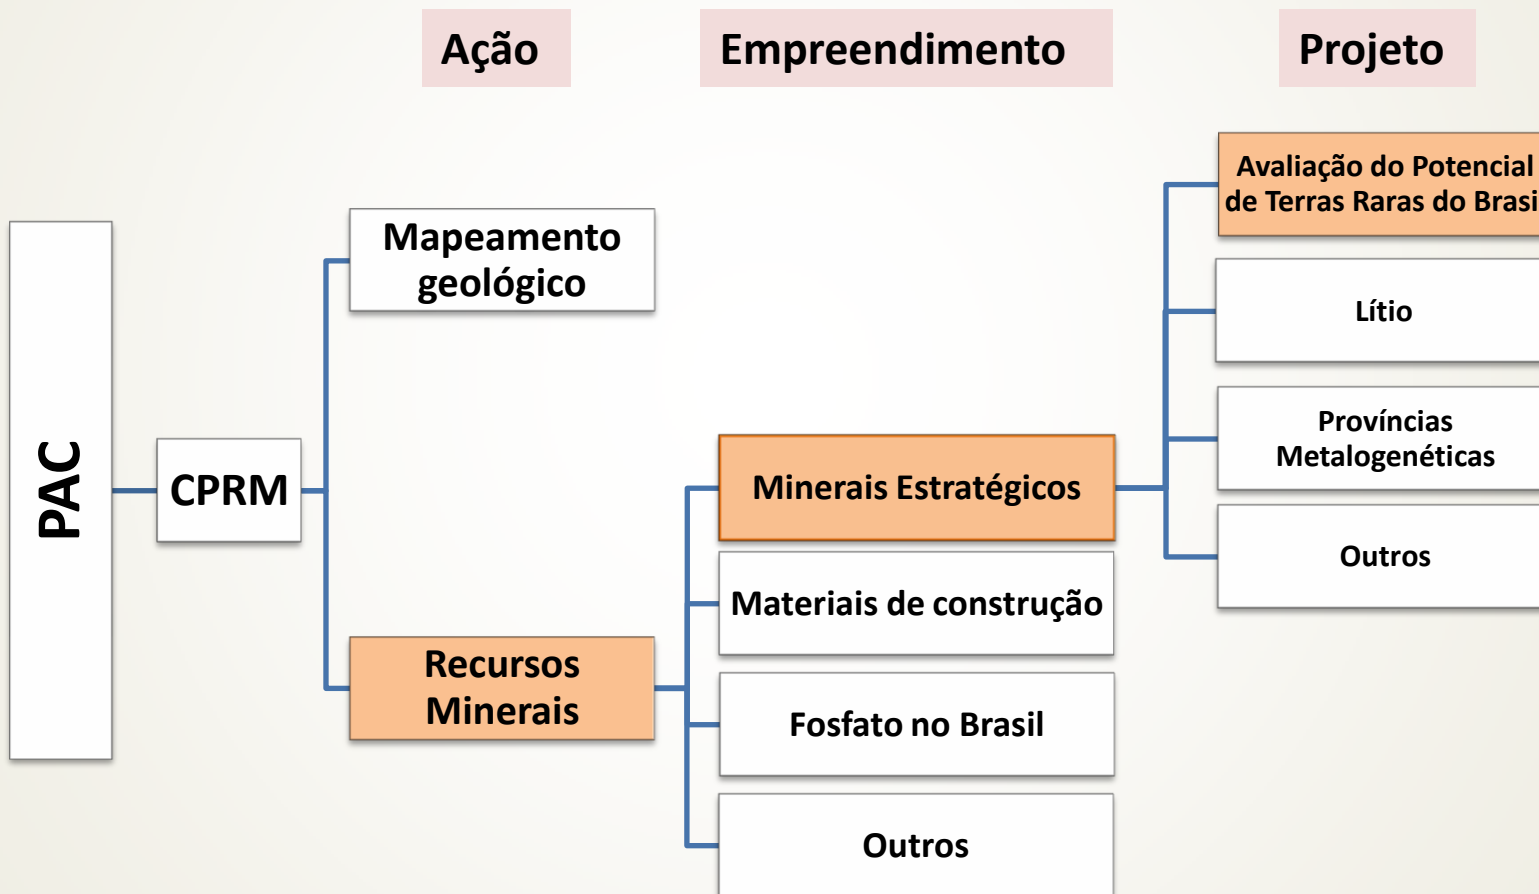 Ação
Empreendimento
Projeto
PAC
CPRM
Mapeamento
geológico
Recursos
Minerais
Minerais Estratégicos
Materiais de construção
Fosfato no Brasil
Outros
Avaliação do Potencial
de Terras Raras do Brasi
Lítio
Províncias
Metalogenéticas
Outros